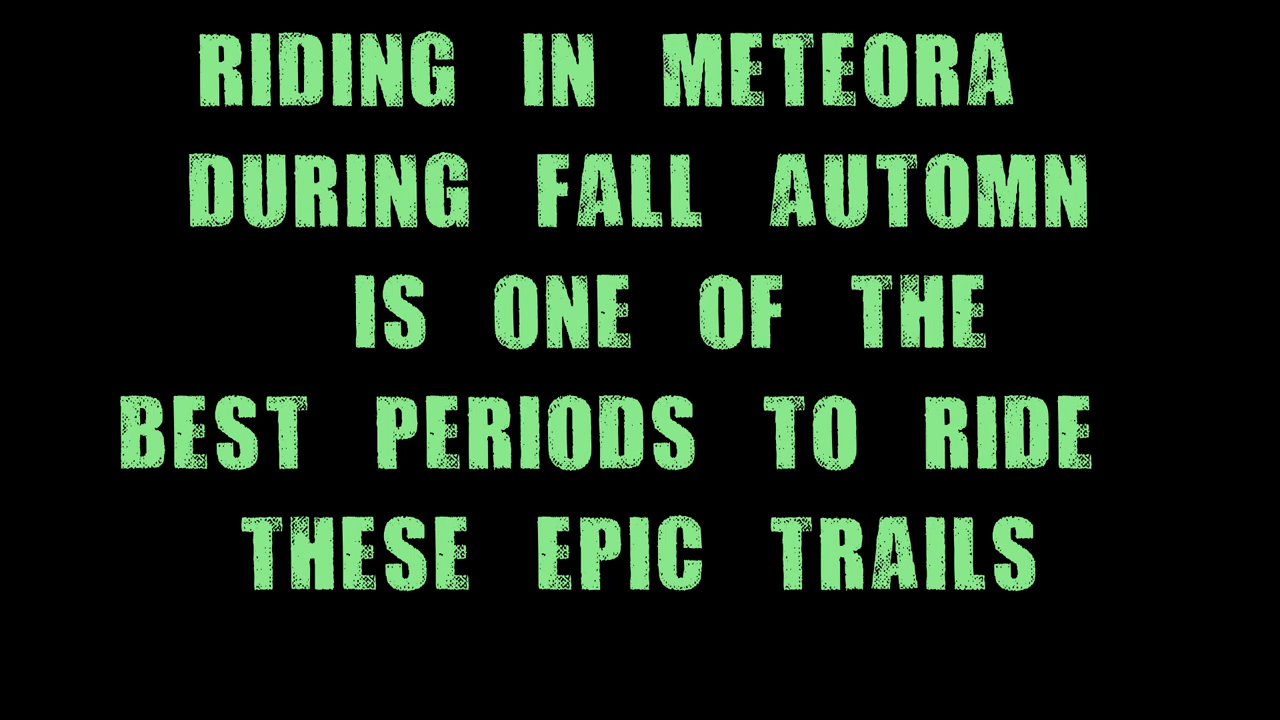 RIDING IN METEORA
DURING FALL AUTOMN
IS ONE OF THE
BEST PERIODS TO RIDE
THESE EPIC TRAILS